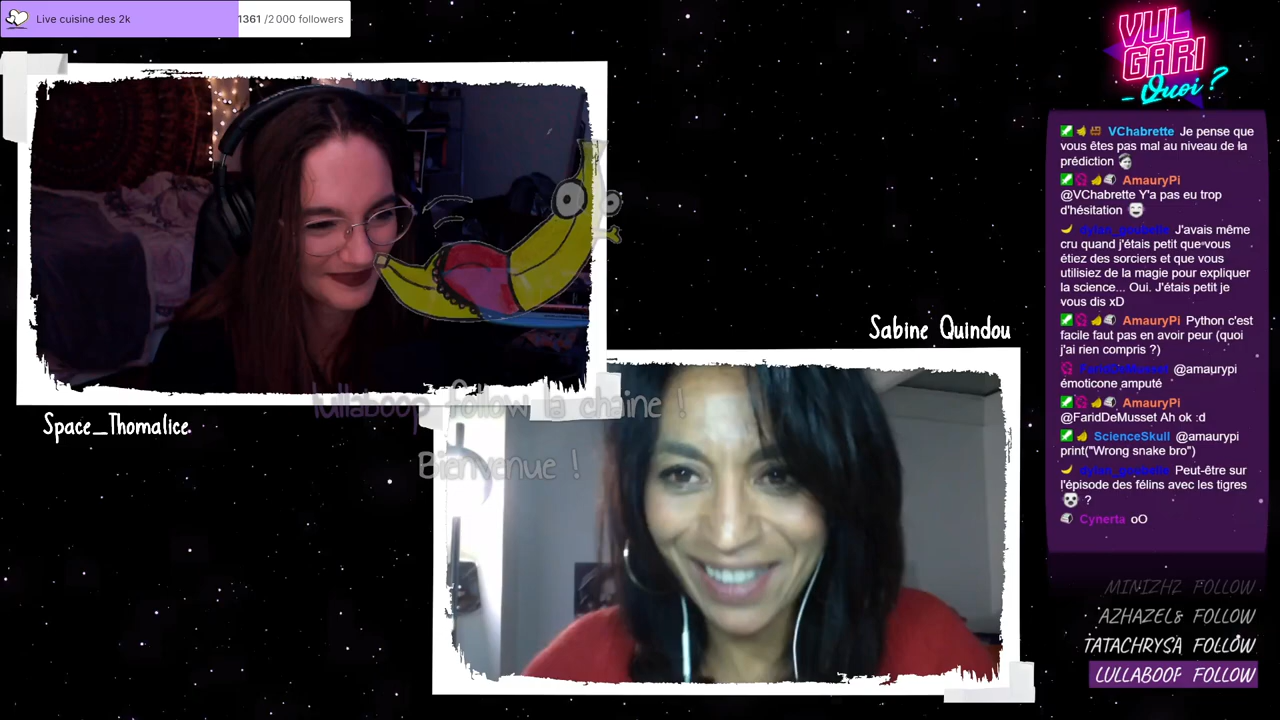 Live cuisine des 2k
1361 /2 000 followers
VUL
GARI
- Quoi ?
Space_Thomalice
Sabine Quindou
lullaboop follow la chaine !
Bienvenue !
VChabrette Je pense que
vous êtes pas mal au niveau de la
prédiction
AmauryPi
@VChabrette Y'a pas eu trop
d'hésitation
J'avais même
cru quand j'étais petit que vous
étiez des sorciers et que vous
utilisiez de la magie pour expliquer
la science... Oui. J'étais petit je
vous dis xD
AmauryPi Python c'est
facile faut pas en avoir peur (quoi
j'ai rien compris ?)
FaridDeMusset @amaurypi
émoticone amputé
AmauryPi
@FaridDeMusset Ah ok :d
ScienceSkull @amaurypi
print("Wrong snake bro")
Peut-être sur
l'épisode des félins avec les tigres
?
Cynerta oO
MINIZHZ FOLLOW
AZHAZEL8 FOLLOW
TATACHRYSA FOLLOW
LULLABOOP FOLLOW